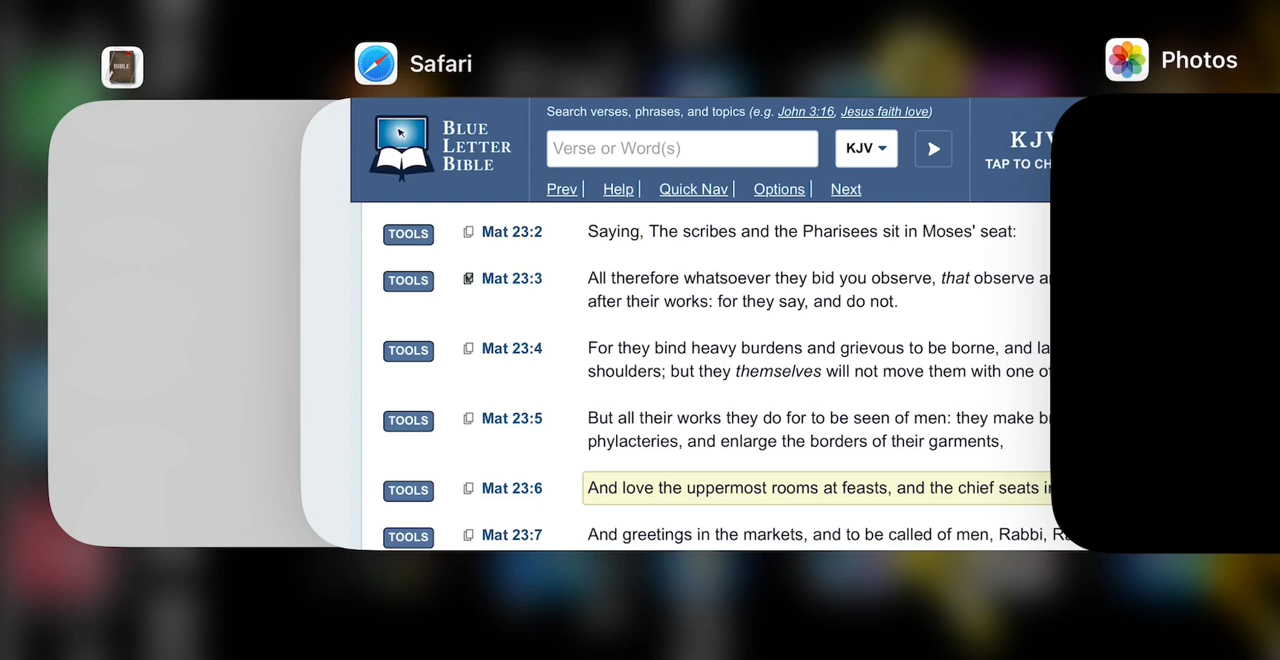 BIBLE
Safari
Photos
BLUE
LETTER
BIBLE
Search verses, phrases, and topics (e.g. John 3:16, Jesus faith love)
Verse or Word(s)
KJV
Prev | Help | Quick Nav | Options | Next
TAP TO
TOOLS Mat 23:2 Saying, The scribes and the Pharisees sit in Moses' seat:
TOOLS Mat 23:3 All therefore whatsoever they bid you observe, that observe
after their works: for they say, and do not.
TOOLS Mat 23:4 For they bind heavy burdens and grievous to be borne, and
shoulders; but they themselves will not move them with one
TOOLS Mat 23:5 But all their works they do for to be seen of men: they make
phylacteries, and enlarge the borders of their garments,
TOOLS Mat 23:6 And love the uppermost rooms at feasts, and the chief seats
TOOLS Mat 23:7 And greetings in the markets, and to be called of men, Rabbi,